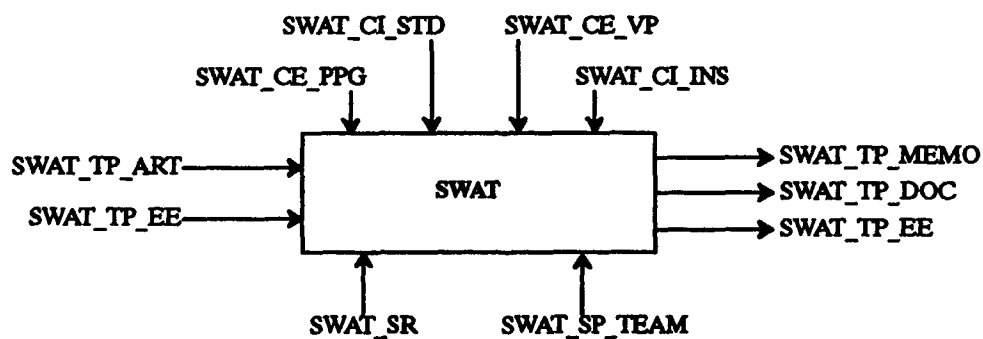 SWAT_CI_STD
SWAT_CE_VP
SWAT_CE_PPG
SWAT_CI_INS
SWAT_TP_ART
SWAT_TP_MEMO
SWAT
SWAT_TP_DOC
SWAT_TP_EE
SWAT_TP_EE
SWAT_SR
SWAT_SP_TEAM